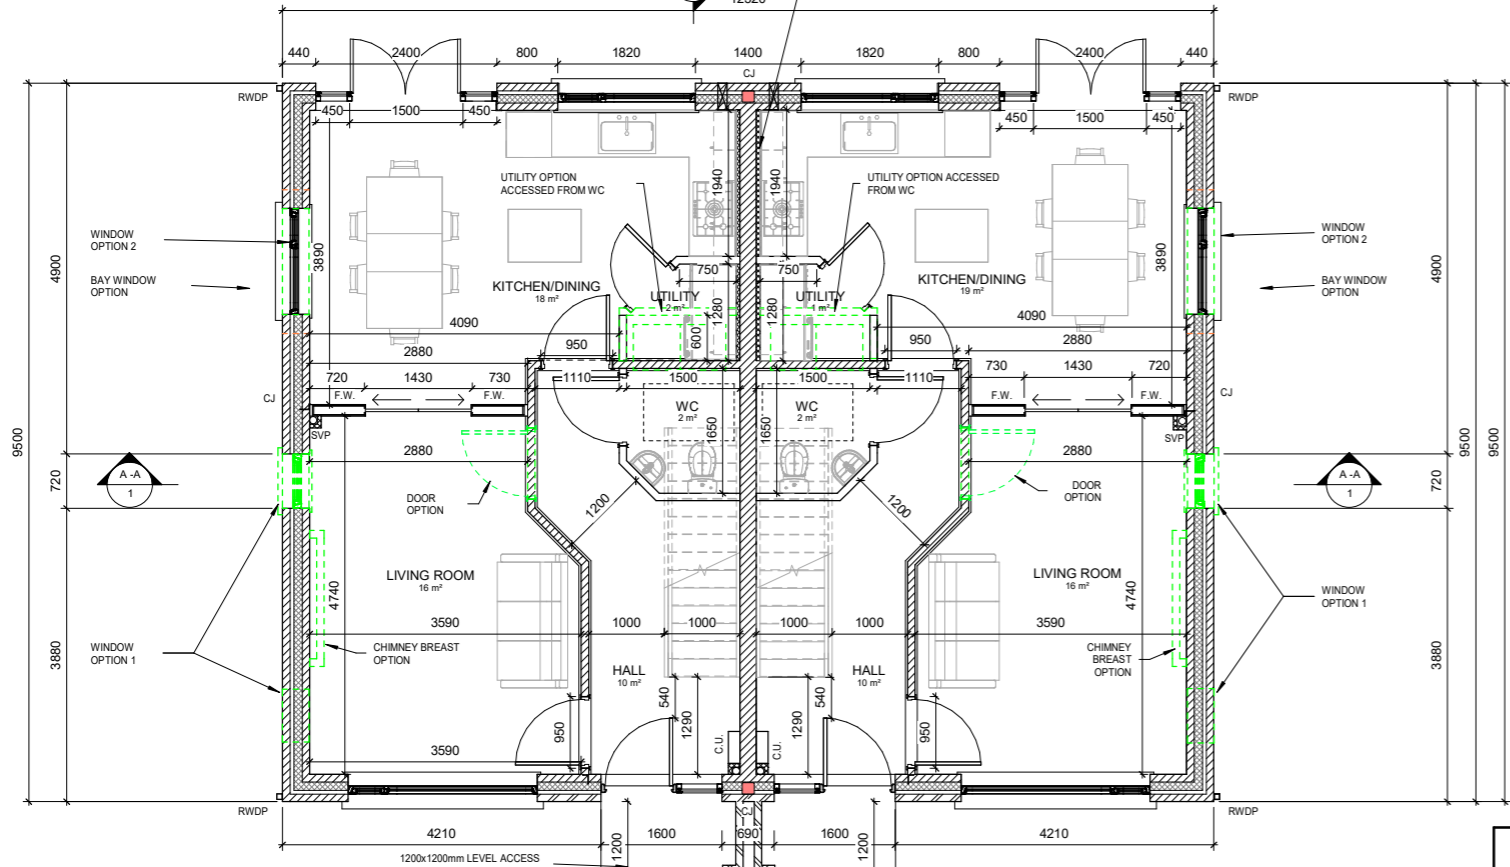 12520
440
2400
800
1820
1400
1820
800
2400
440
CJ
RWDP
RWDP
450
1500
450
450
1500
450
1940
1940
UTILITY OPTION
ACCESSED FROM WC
UTILITY OPTION ACCESSED
FROM WC
WINDOW
OPTION 2
WINDOW
OPTION 2
3890
3890
4900
4900
BAY WINDOW
OPTION
BAY WINDOW
OPTION
750
750
KITCHEN/DINING
18 m²
KITCHEN/DINING
19 m²
UTILITY
2 m²
UTILITY
1 m²
1280
1280
600
4090
4090
950
950
2880
2880
720
1430
730
1110
1500
1500
1110
730
1430
720
F.W.
F.W.
F.W.
F.W.
CJ
CJ
WC
2 m²
WC
2 m²
1650
1650
SVP
SVP
9500
9500
9500
2880
2880
A -A
1
A -A
1
720
720
DOOR
OPTION
DOOR
OPTION
1200
1200
LIVING ROOM
16 m²
LIVING ROOM
16 m²
4740
4740
WINDOW
OPTION 1
WINDOW
OPTION 1
3590
1000
1000
1000
1000
3590
CHIMNEY BREAST
OPTION
CHIMNEY
BREAST
OPTION
3880
3880
HALL
10 m²
HALL
10 m²
540
540
1290
1290
950
950
C.U.
C.U.
3590
RWDP
RWDP
CJ
4210
1600
690
1600
4210
1200
1200
1200x1200mm LEVEL ACCESS